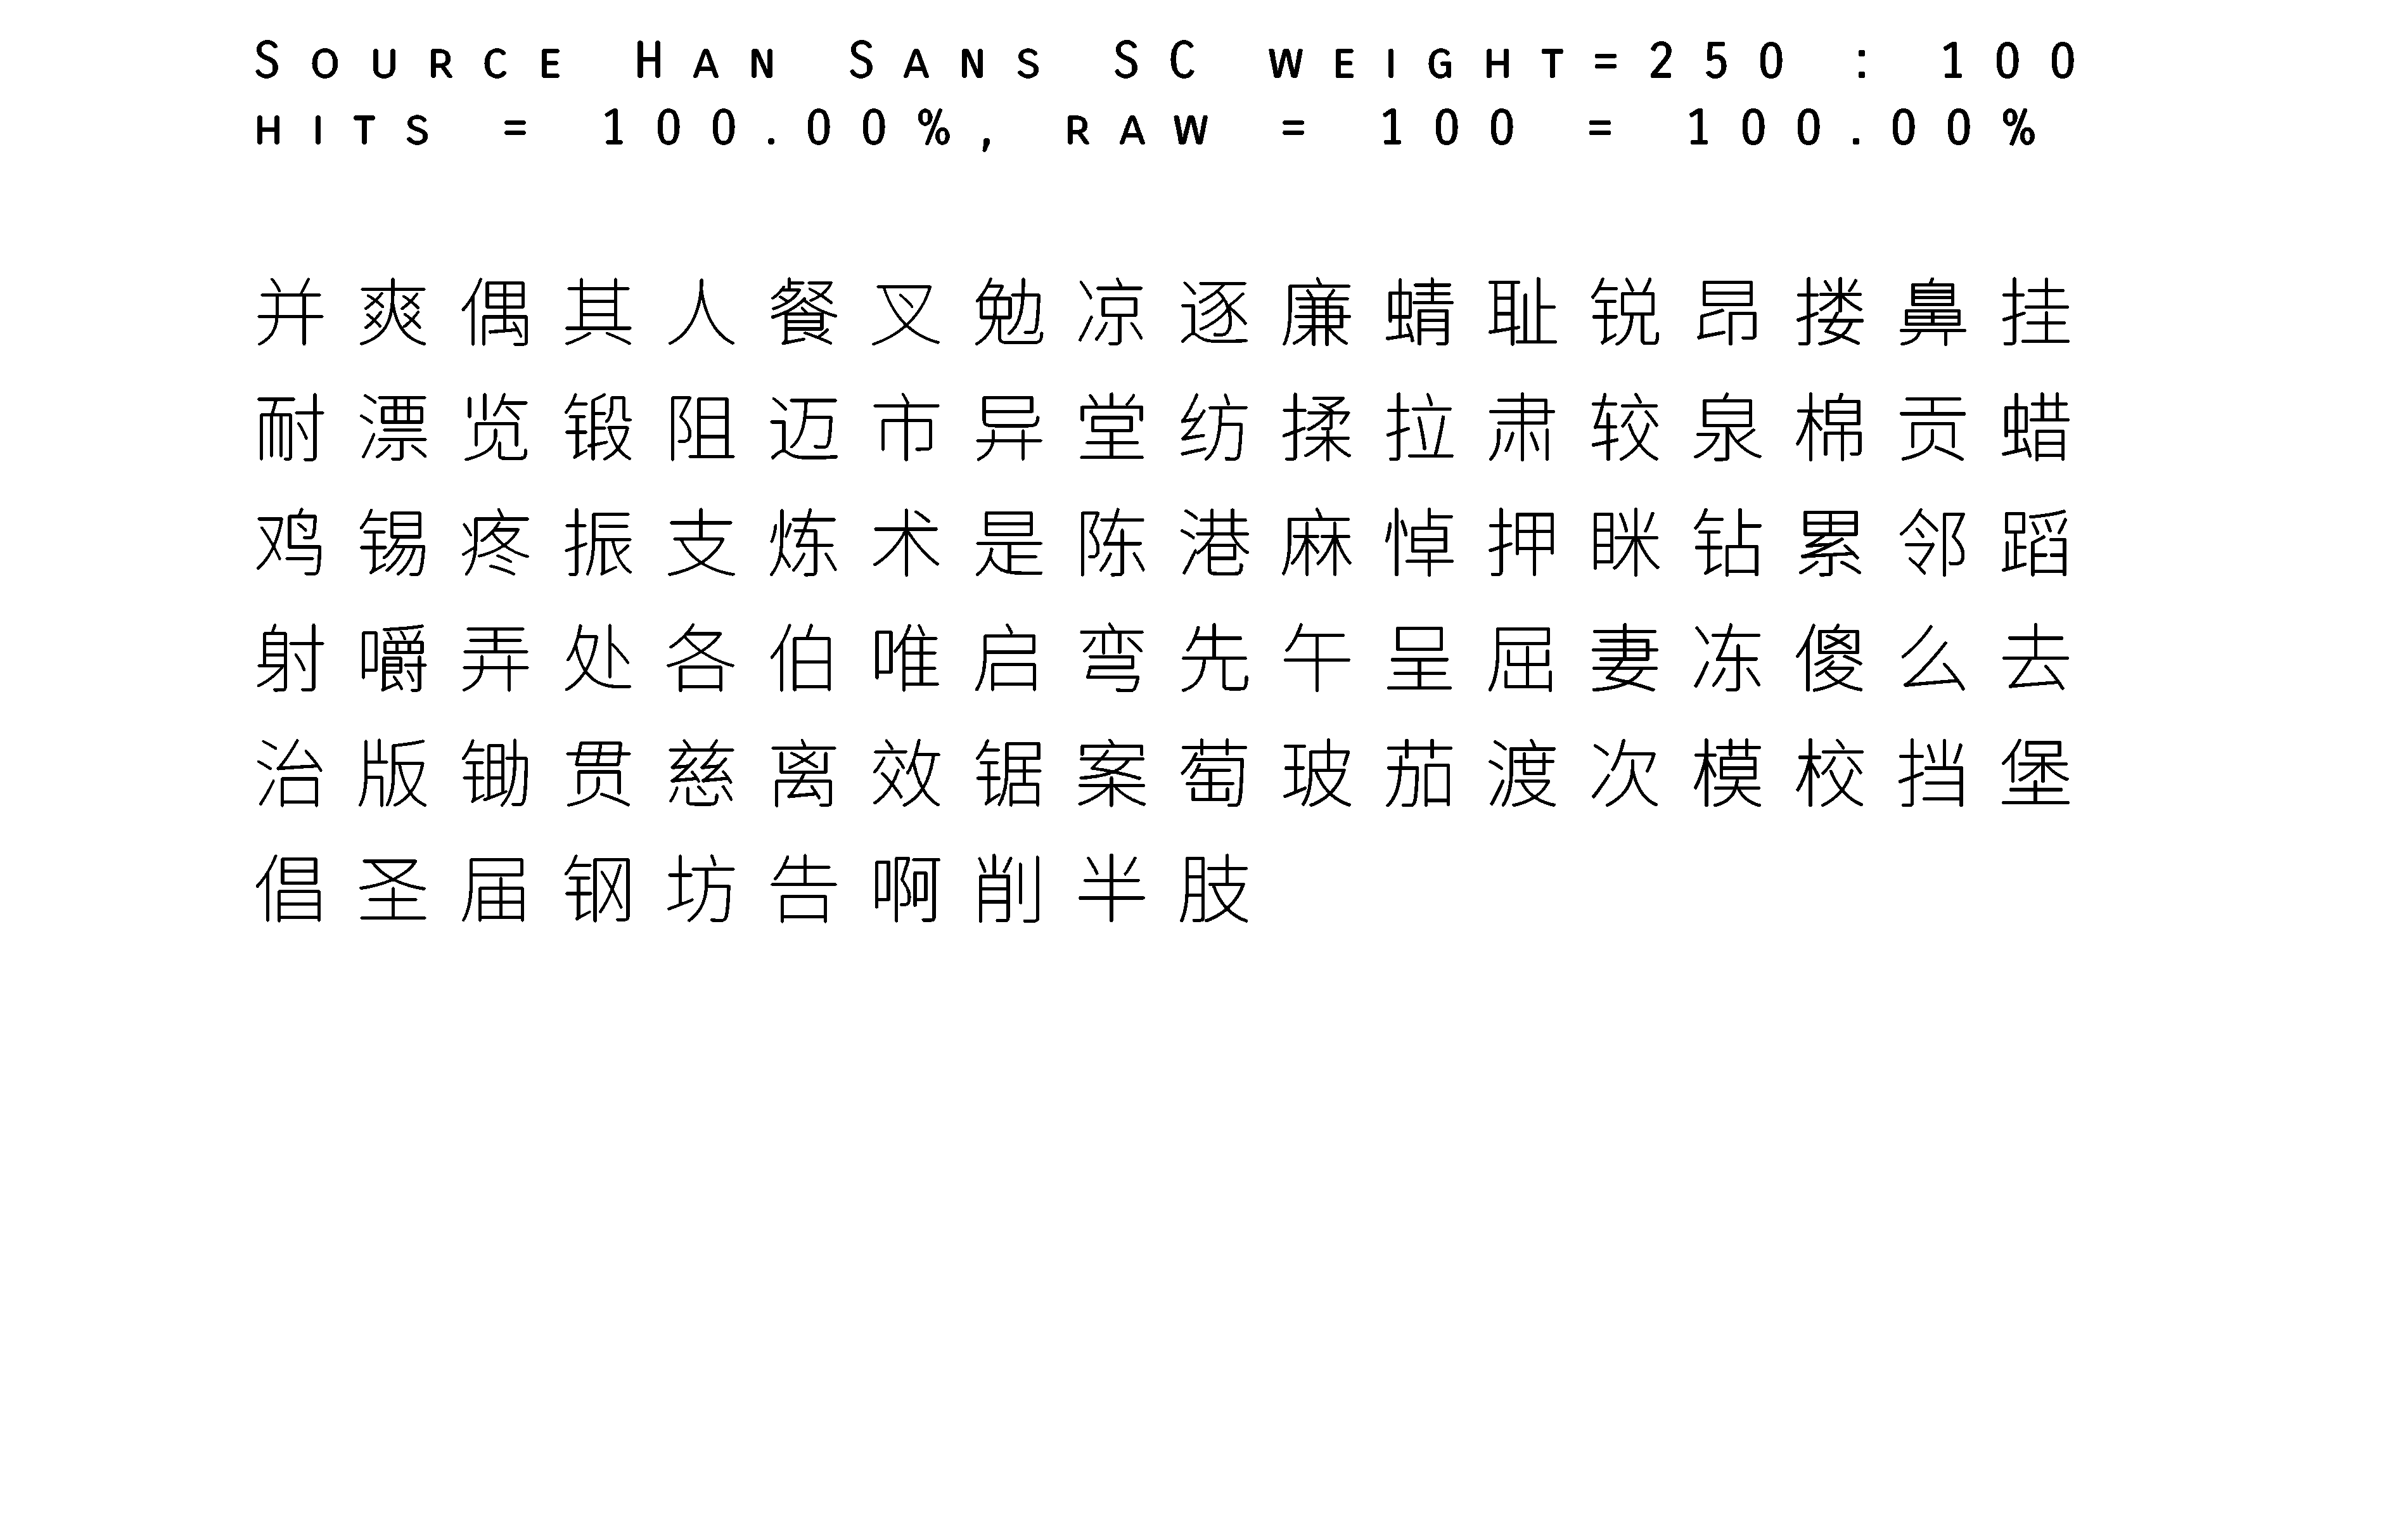 Source Han Sans SC weight=250 : 100
hits = 100.00%, raw = 100 = 100.00%
并爽偶其人餐叉勉凉逐廉蜻耻锐昂搂鼻挂
耐漂览锻阻迈市异堂纺揉拉肃较泉棉贡蜡
鸡锡疼振支炼术是陈港麻悼押眯钻累邻蹈
射嚼弄处各伯唯启弯先午呈屈妻冻傻么去
治版锄贯慈离效锯案萄玻茄渡次模校挡堡
倡圣届钢坊告啊削半肢